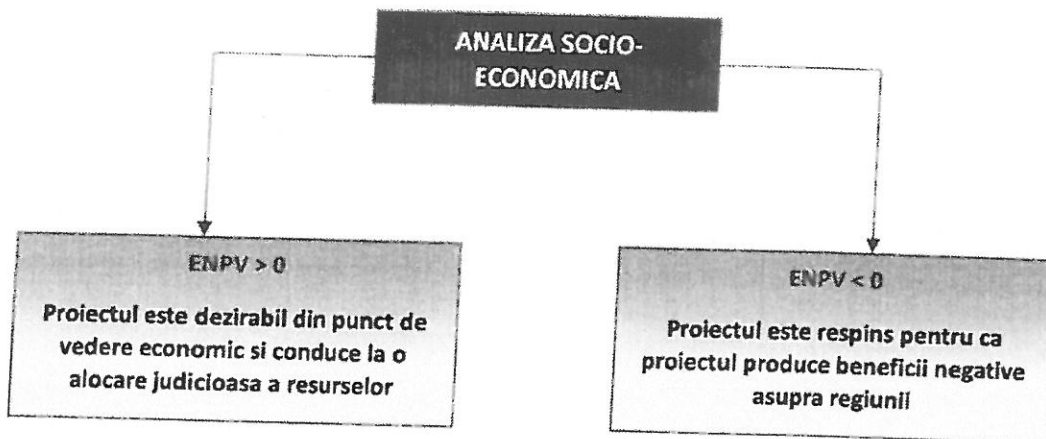 ANALIZA SOCIO-
ECONOMICA
ENPV > 0
Proiectul este dezirabil din punct de
vedere economic si conduce la o
alocare judicioasa a resurselor
ENPV < 0
Proiectul este respins pentru ca
proiectul produce beneficii negative
asupra regiunii